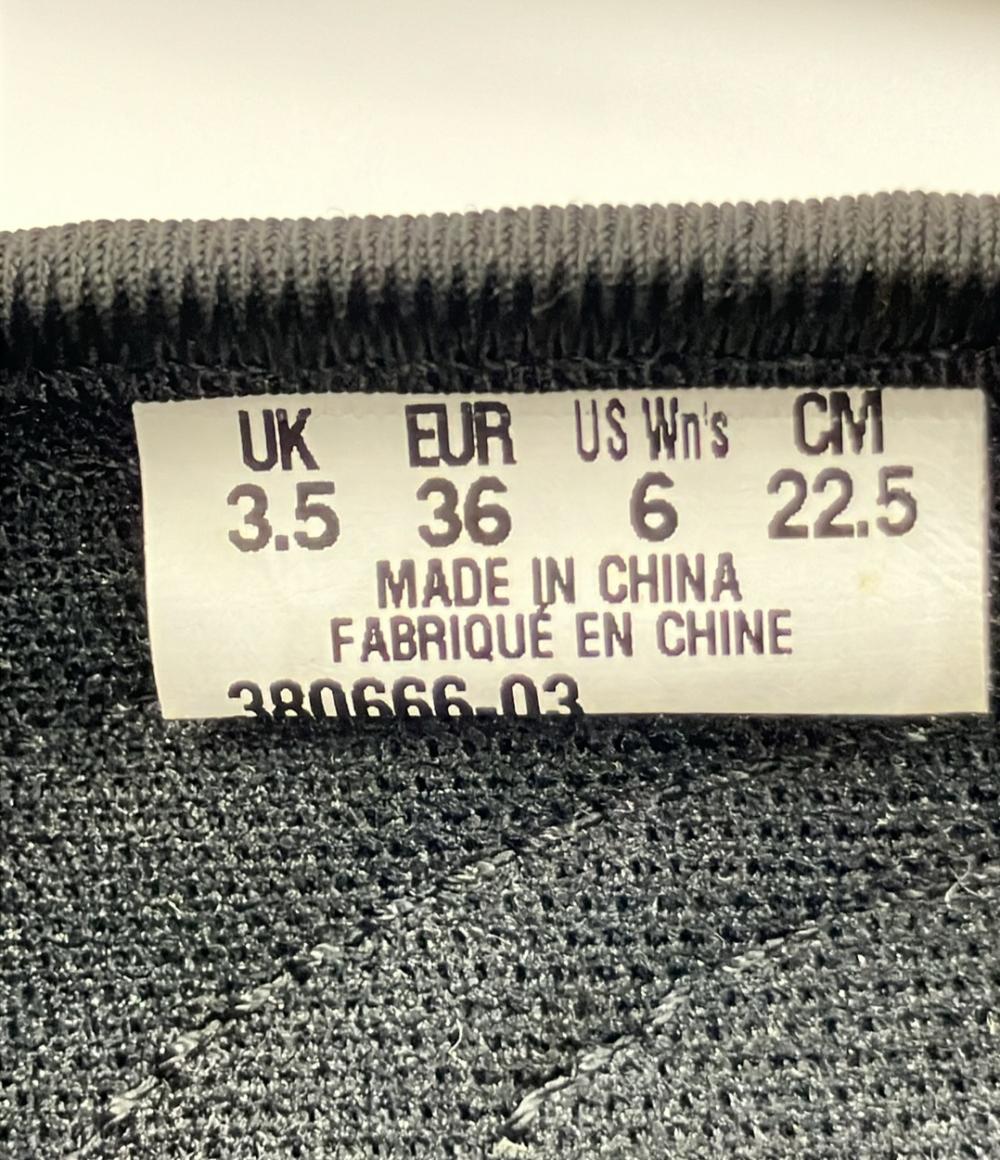 UK EUR US Wn's CM
3.5 36 6 22.5
MADE IN CHINA
FABRIQUÉ EN CHINE
380666-03